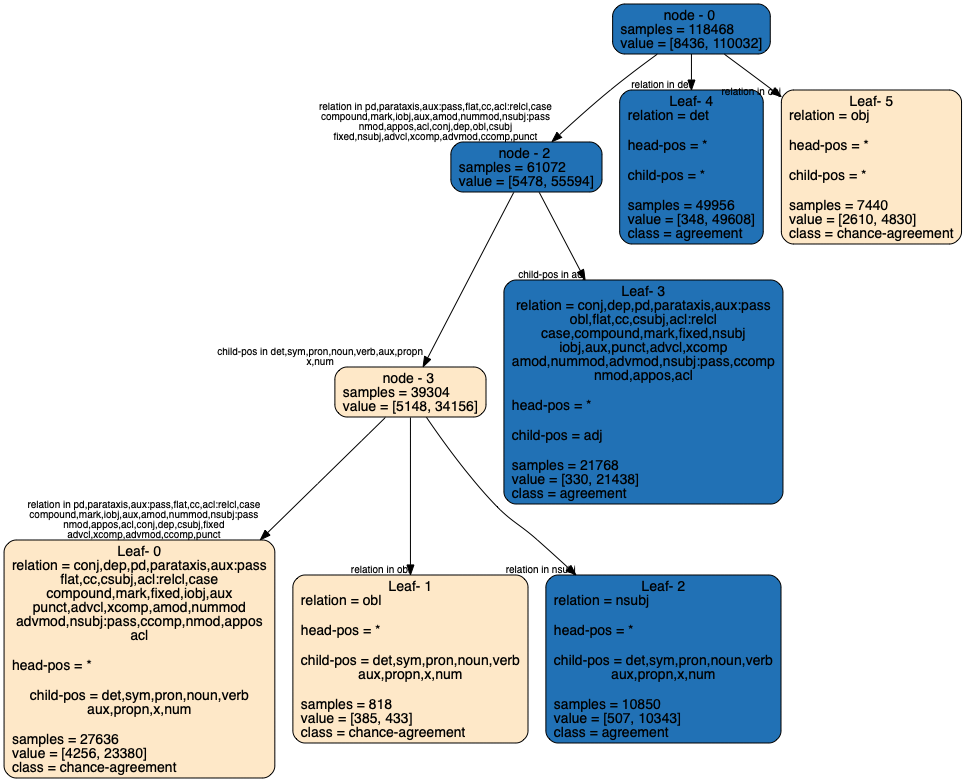 node - 0
samples = 118468
value = [8436, 110032]
relation in pd,parataxis,aux:pass,flat,cc,acl:relcl,case
compound,mark,iobj,aux,amod,nummod,nsubj:pass
nmod,appos,acl,conj,dep,obl,csubj
fixed,nsubj,advcl,xcomp,advmod,ccomp,punct
relation in det
relation in obj
node - 2
samples = 61072
value = [5478, 55594]
Leaf- 4
relation = det
head-pos = *
child-pos = *
samples = 49956
value = [348, 49608]
class = agreement
Leaf- 5
relation = obj
head-pos = *
child-pos = *
samples = 7440
value = [2610, 4830]
class = chance-agreement
child-pos in det,sym,pron,noun,verb,aux,propn
x,num
child-pos in adj
node - 3
samples = 39304
value = [5148, 34156]
Leaf- 3
relation = conj,dep,pd,parataxis,aux:pass
obl,flat,cc,csubj,acl:relcl
case,compound,mark,fixed,nsubj
iobj,aux,punct,advcl,xcomp
amod,nummod,advmod,nsubj:pass,ccomp
nmod,appos,acl
head-pos = *
child-pos = adj
samples = 21768
value = [330, 21438]
class = agreement
relation in pd,parataxis,aux:pass,flat,cc,acl:relcl,case
compound,mark,iobj,aux,amod,nummod,nsubj:pass
nmod,appos,acl,conj,dep,csubj,fixed
advcl,xcomp,advmod,ccomp,punct
relation in obl
relation in nsubj
Leaf- 0
relation = conj,dep,pd,parataxis,aux:pass
flat,cc,csubj,acl:relcl,case
compound,mark,fixed,iobj,aux
punct,advcl,xcomp,amod,nummod
advmod,nsubj:pass,ccomp,nmod,appos
acl
head-pos = *
child-pos = det,sym,pron,noun,verb
aux,propn,x,num
samples = 27636
value = [4256, 23380]
class = chance-agreement
Leaf- 1
relation = obl
head-pos = *
child-pos = det,sym,pron,noun,verb
aux,propn,x,num
samples = 818
value = [385, 433]
class = chance-agreement
Leaf- 2
relation = nsubj
head-pos = *
child-pos = det,sym,pron,noun,verb
aux,propn,x,num
samples = 10850
value = [507, 10343]
class = agreement